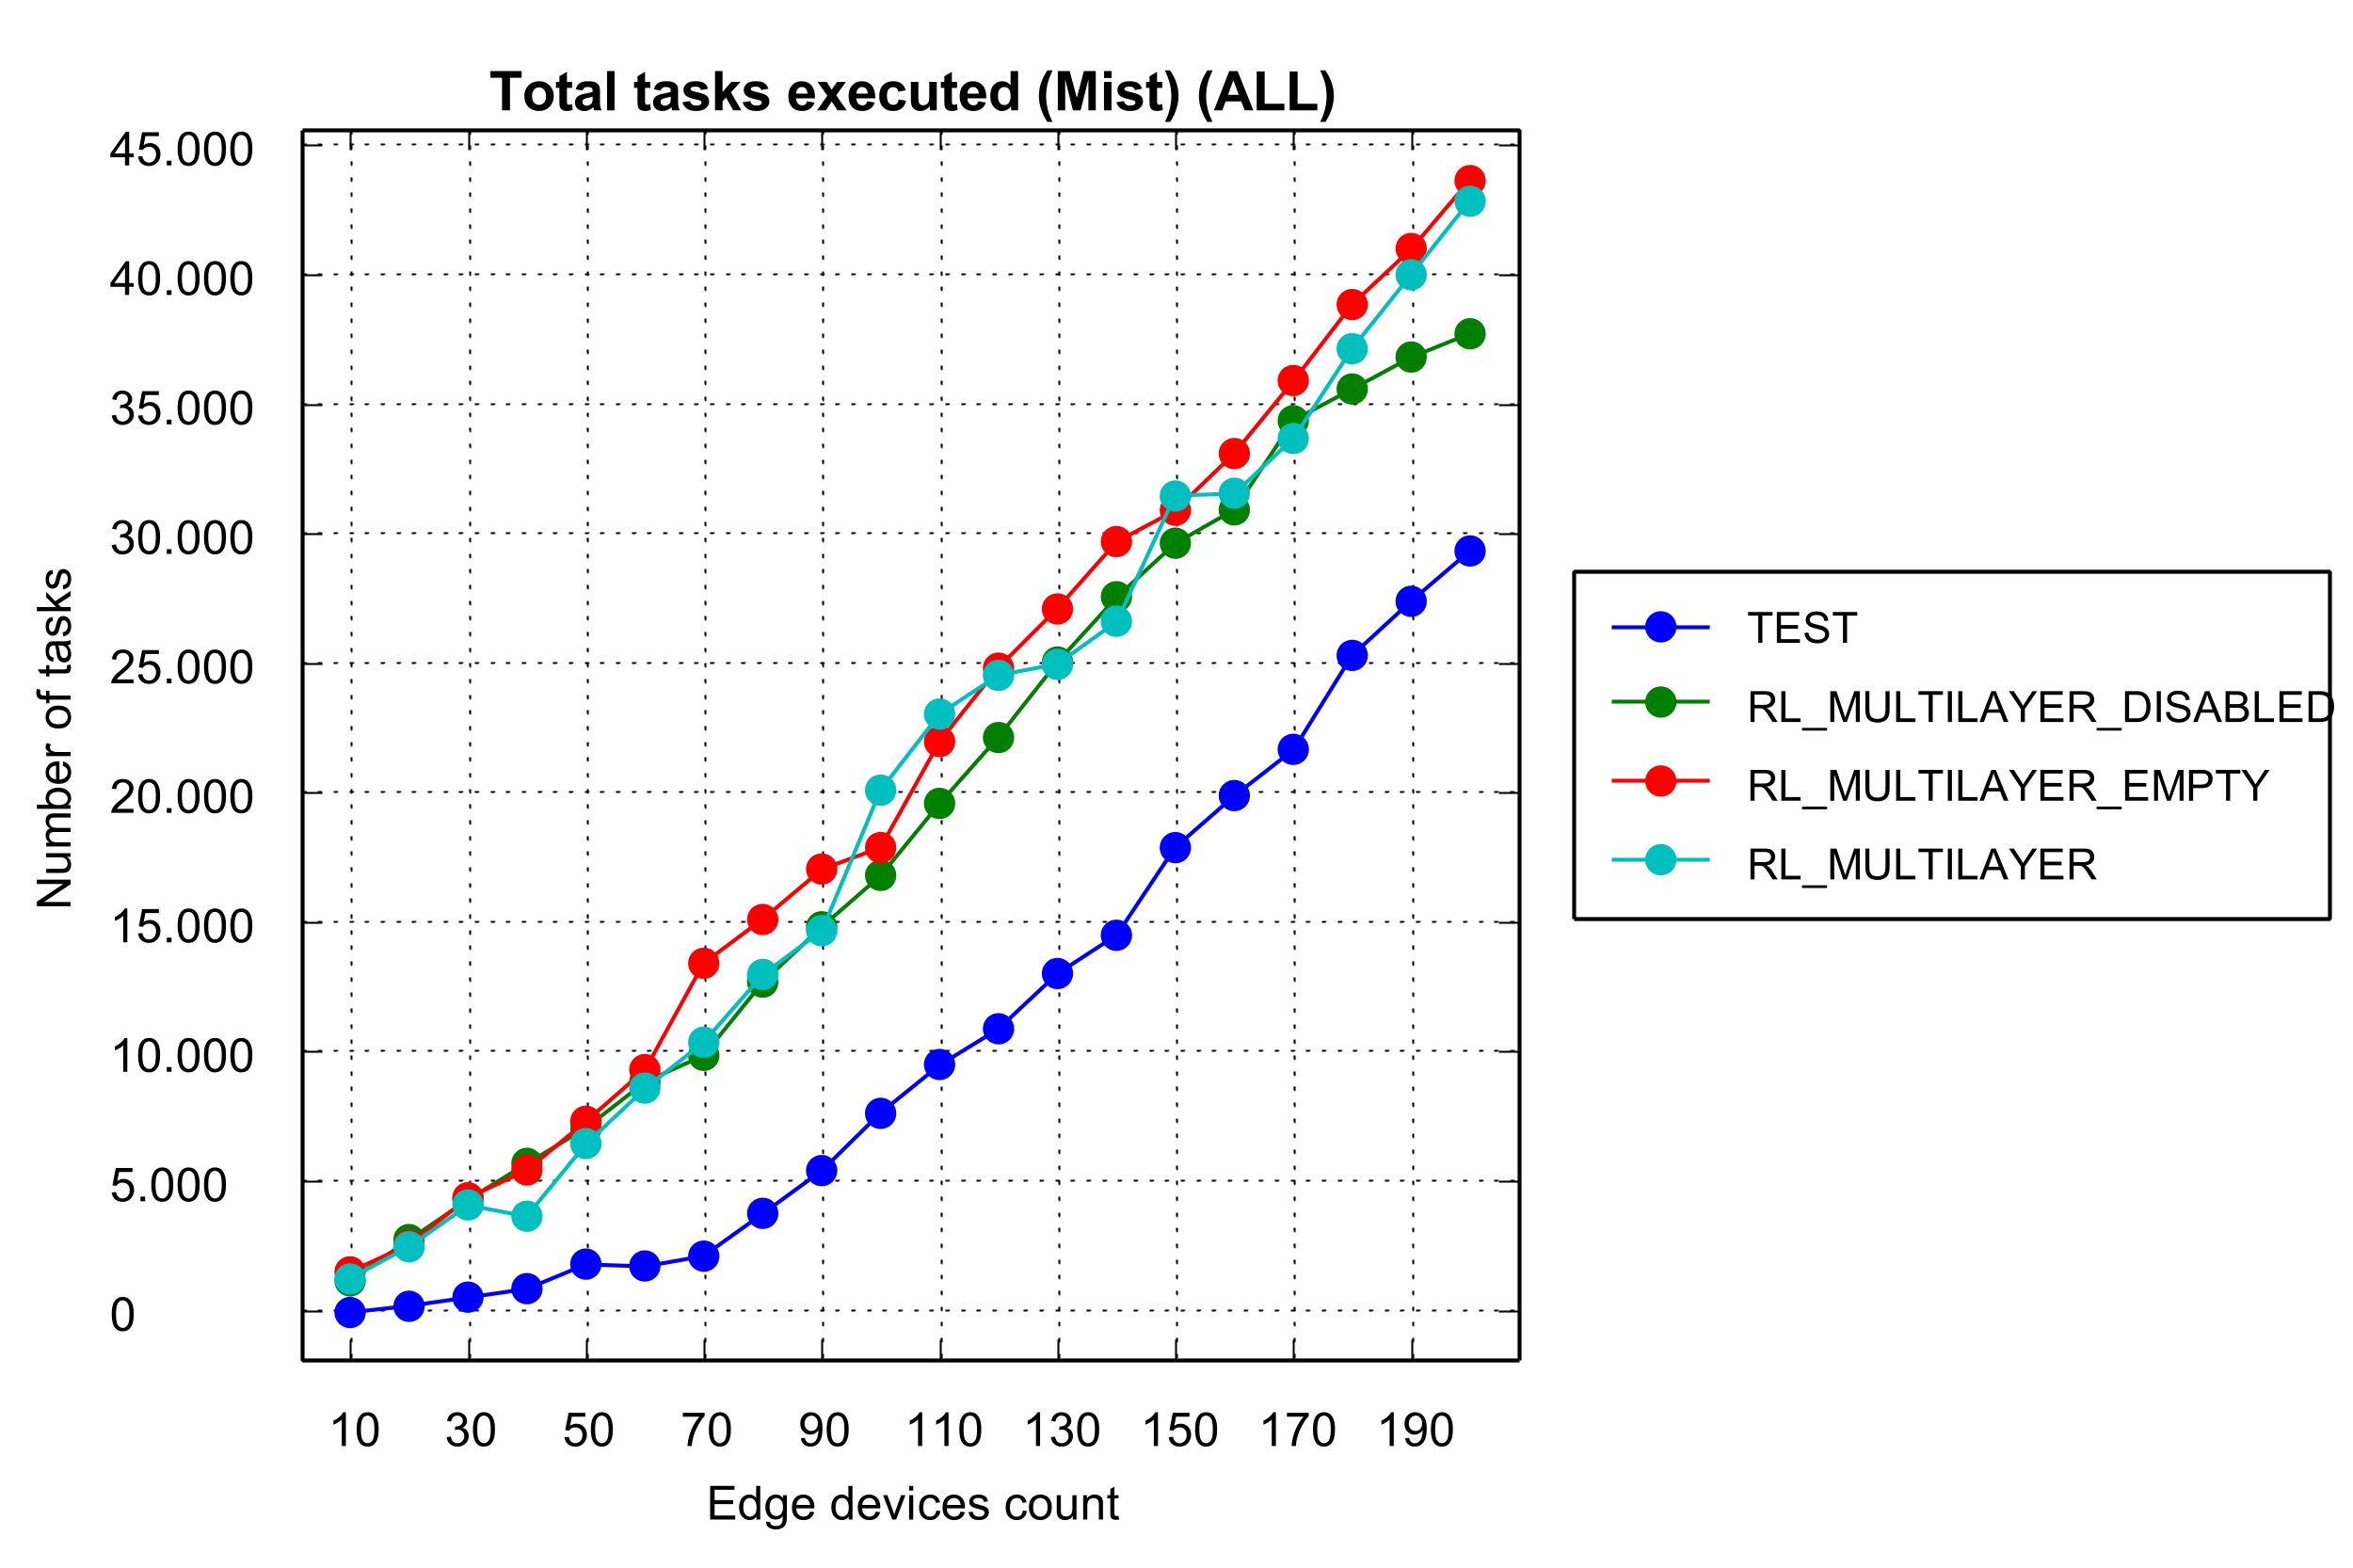 Total tasks executed (Mist) (ALL)
45.000
40.000
35.000
30.000
25.000
20.000
15.000
10.000
5.000
0
Number of tasks
10 30 50 70 90 110 130 150 170 190
Edge devices count
TEST
RL_MULTILAYER_DISABLED
RL_MULTILAYER_EMPTY
RL_MULTILAYER